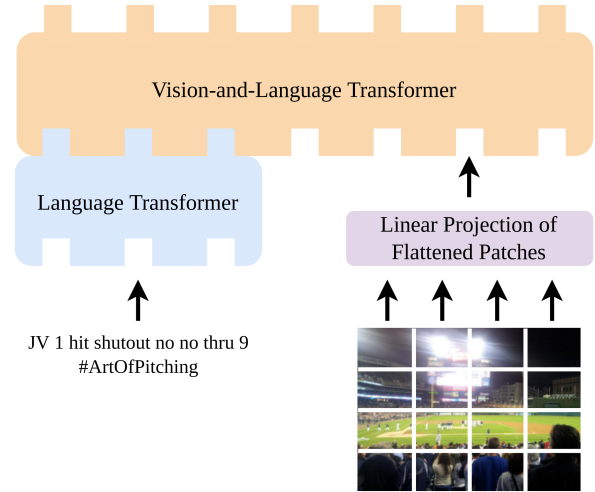 Vision-and-Language Transformer
Language Transformer
Linear Projection of
Flattened Patches
JV 1 hit shutout no no thru 9
#ArtOfPitching